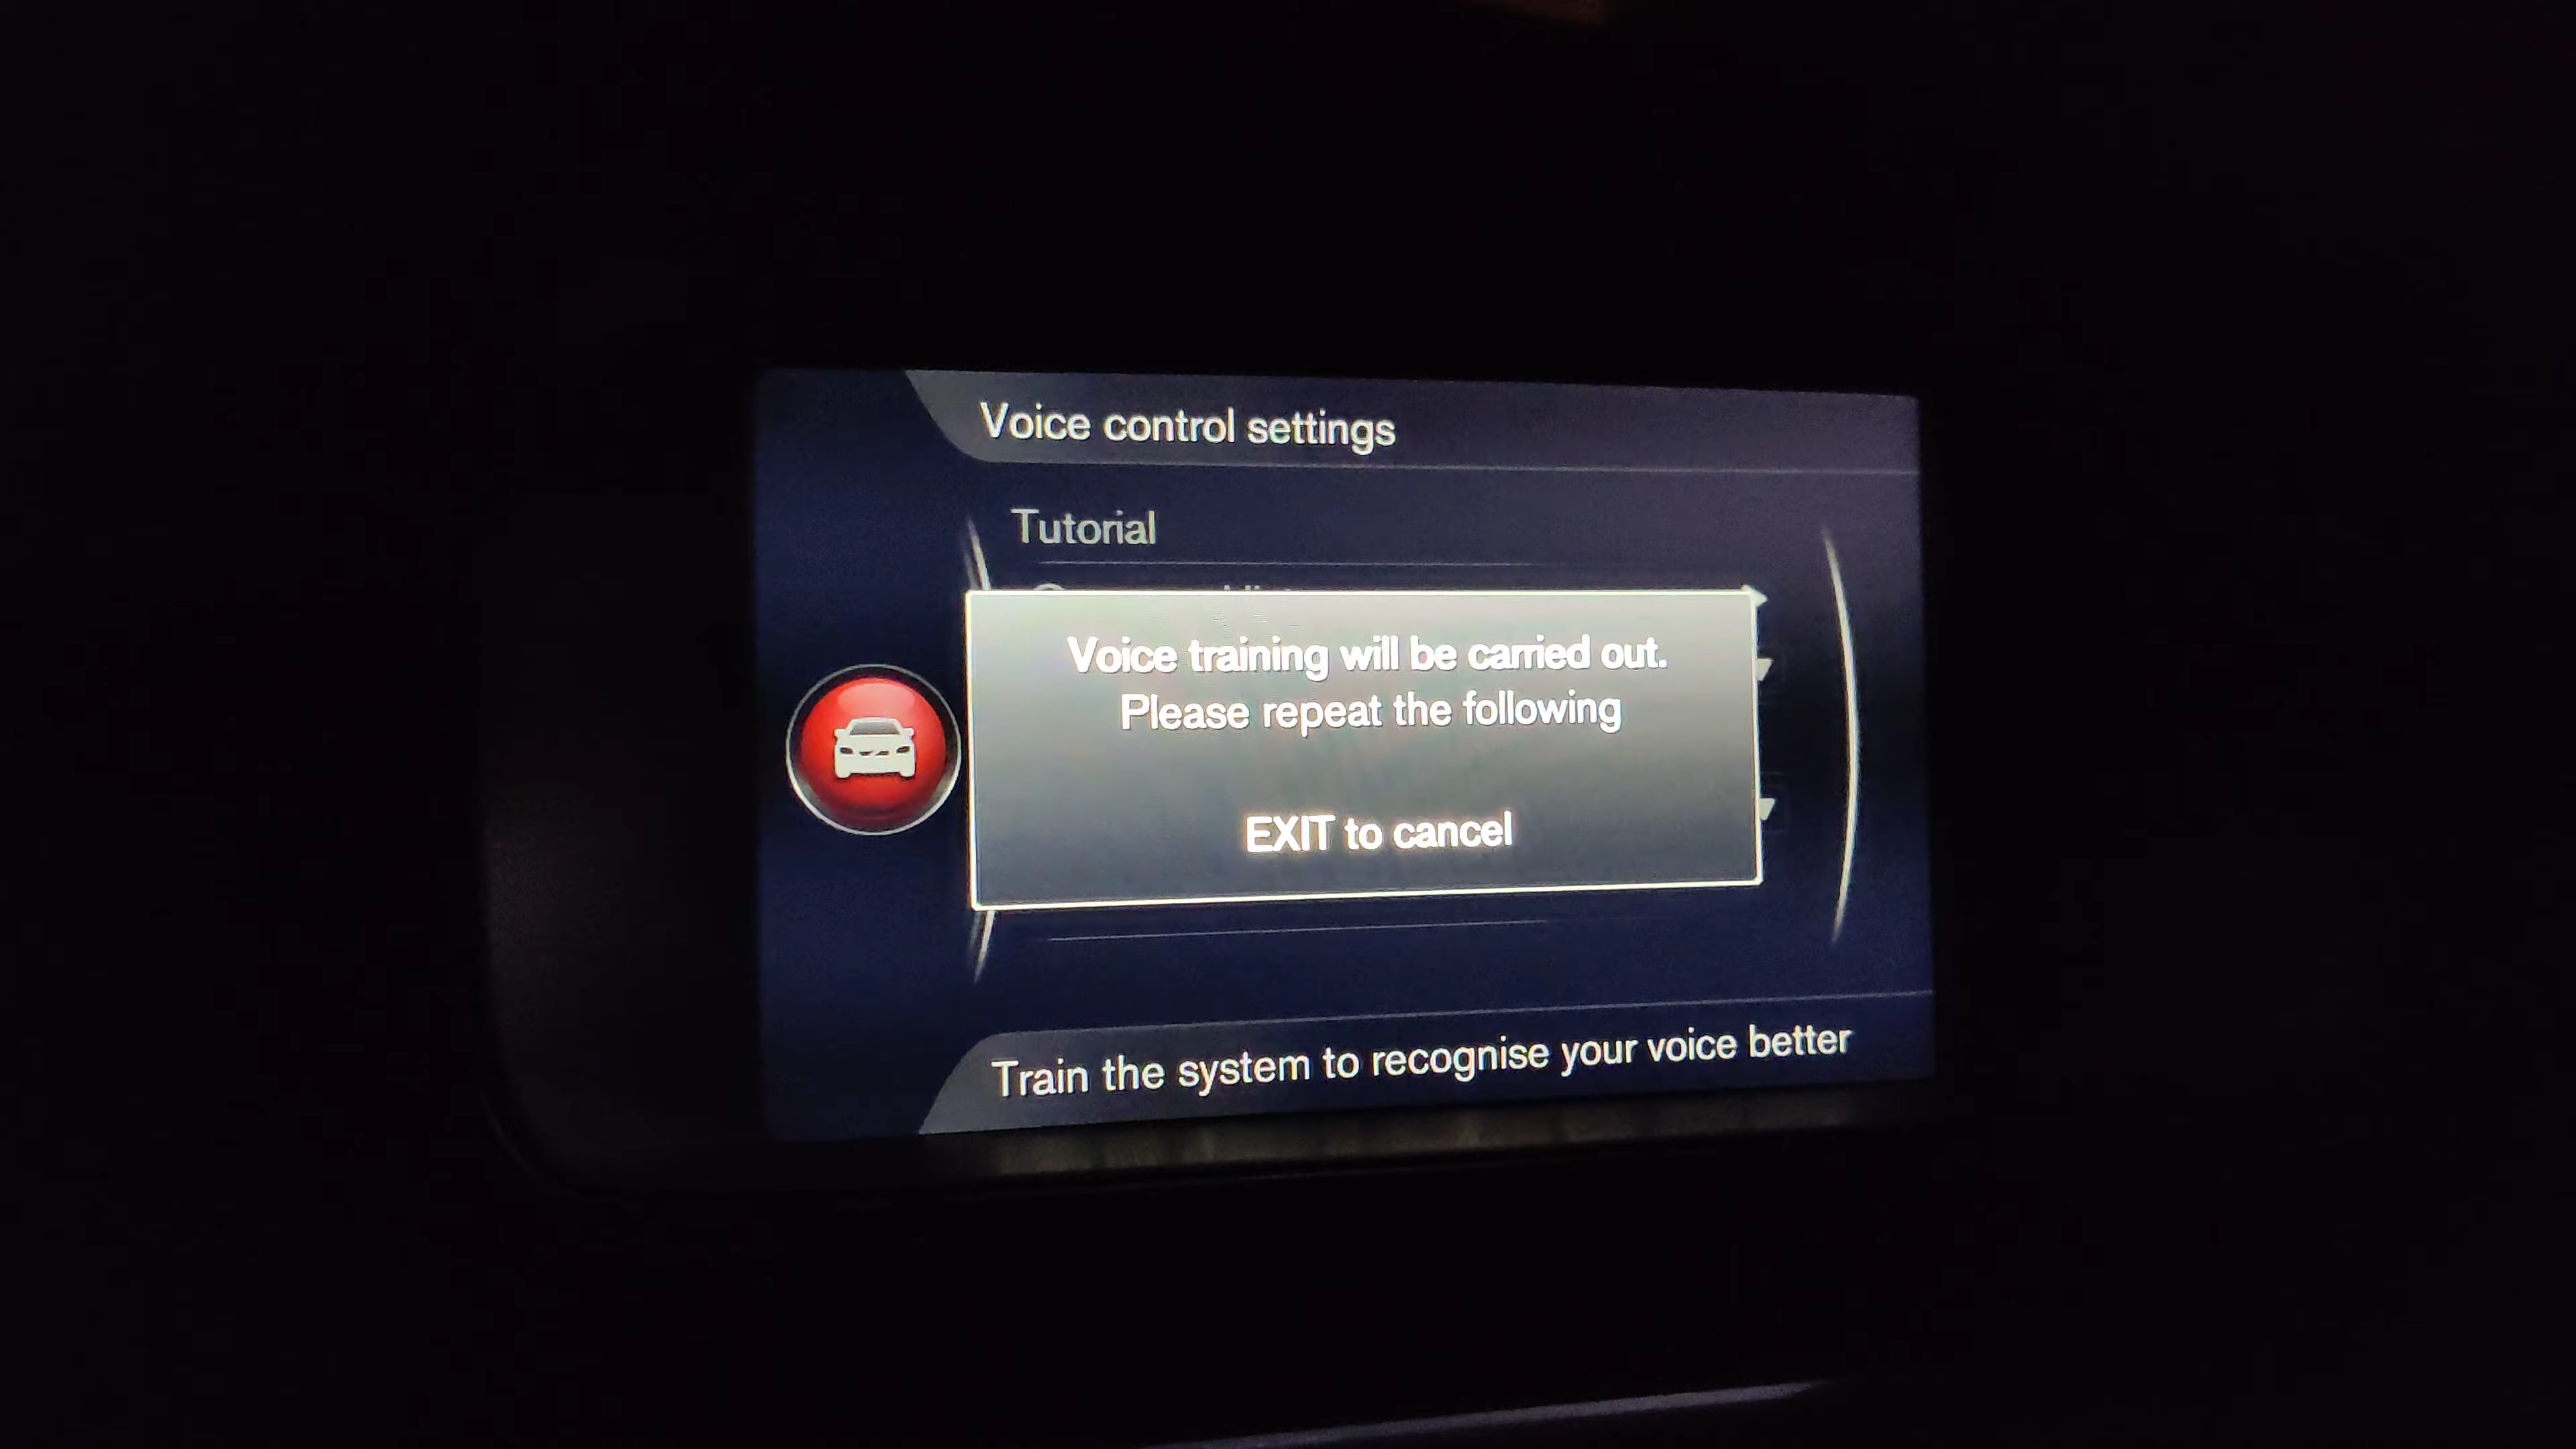 Voice control settings
Tutorial
Voice training will be carried out.
Please repeat the following
EXIT to cancel
Train the system to recognise your voice better